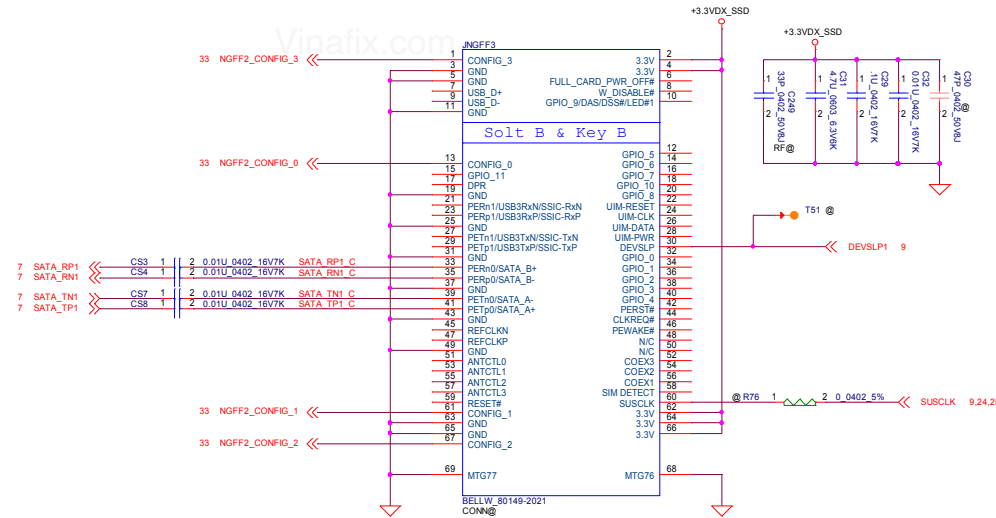 Vinafix.com
+3.3VDX_SSD
+3.3VDX_SSD
JNGFF3
33 NGFF2_CONFIG_3 1 CONFIG_3 3.3V 2
3 GND 3.3V 4
5 GND FULL_CARD_PWR_OFF# 6
7 USB_D+ W_DISABLE# 8
9 USB_D- GPIO_9/DAS/DSS#/LED#1 10
11 GND
Solt B & Key B
GPIO_5 12
33 NGFF2_CONFIG_0 13 CONFIG_0 GPIO_6 14
15 GPIO_11 GPIO_7 16
17 DPR GPIO_10 18
19 GND GPIO_8 20
21 PERn1/USB3RxN/SSIC-RxN UIM-RESET 22
23 PERp1/USB3RxP/SSIC-RxP UIM-CLK 24
25 GND UIM-DATA 26
27 PETn1/USB3TxN/SSIC-TxN UIM-PWR 28
29 PETp1/USB3TxP/SSIC-TxP DEVSLP 30
31 GND GPIO_0 32
7 SATA_RP1 CS3 1 2 0.01U_0402_16V7K SATA_RP1_C 33 PERn0/SATA_B+ GPIO_1 34
7 SATA_RN1 CS4 1 2 0.01U_0402_16V7K SATA_RN1_C 35 PERp0/SATA_B- GPIO_2 36
37 GND GPIO_3 38
7 SATA_TN1 CS7 1 2 0.01U_0402_16V7K SATA_TN1_C 39 PETn0/SATA_A- GPIO_4 40
7 SATA_TP1 CS8 1 2 0.01U_0402_16V7K SATA_TP1_C 41 PETp0/SATA_A+ PERST# 42
43 GND CLKREQ# 44
45 REFCLKN PEWAKE# 46
47 REFCLKP N/C 48
49 GND N/C 50
51 ANTCTL0 COEX3 52
53 ANTCTL1 COEX2 54
55 ANTCTL2 COEX1 56
57 ANTCTL3 SIM DETECT 58
59 RESET# SUSCLK 60
33 NGFF2_CONFIG_1 61 CONFIG_1 3.3V 62
63 GND 3.3V 64
65 GND 3.3V 66
33 NGFF2_CONFIG_2 67 CONFIG_2
69 MTG77 MTG76 68
BELLW_80149-2021
CONN@
1 2 C249
33P_0402_50V8J
RF@
1 2 C31
4.7U_0603_6.3V6K
1 2 C29
.1U_0402_16V7K
1 2 C32
0.01U_0402_16V7K
1 2 C30
47P_0402_50V8J
@
T51 @
DEVSLP1 9
@ R76 1 2 0_0402_5% SUSCLK 9,24,2